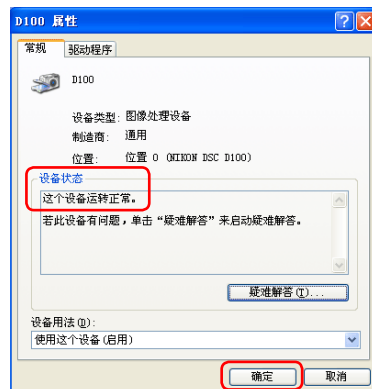 D100 属性
常规 驱动程序
D100
设备类型: 图像处理设备
制造商: 通用
位置: 位置 0 (NIKON DSC D100)
设备状态
这个设备运转正常。
若此设备有问题，单击“疑难解答”来启动疑难解答。
疑难解答(T)...
设备用法(D):
使用这个设备(启用)
确定 取消